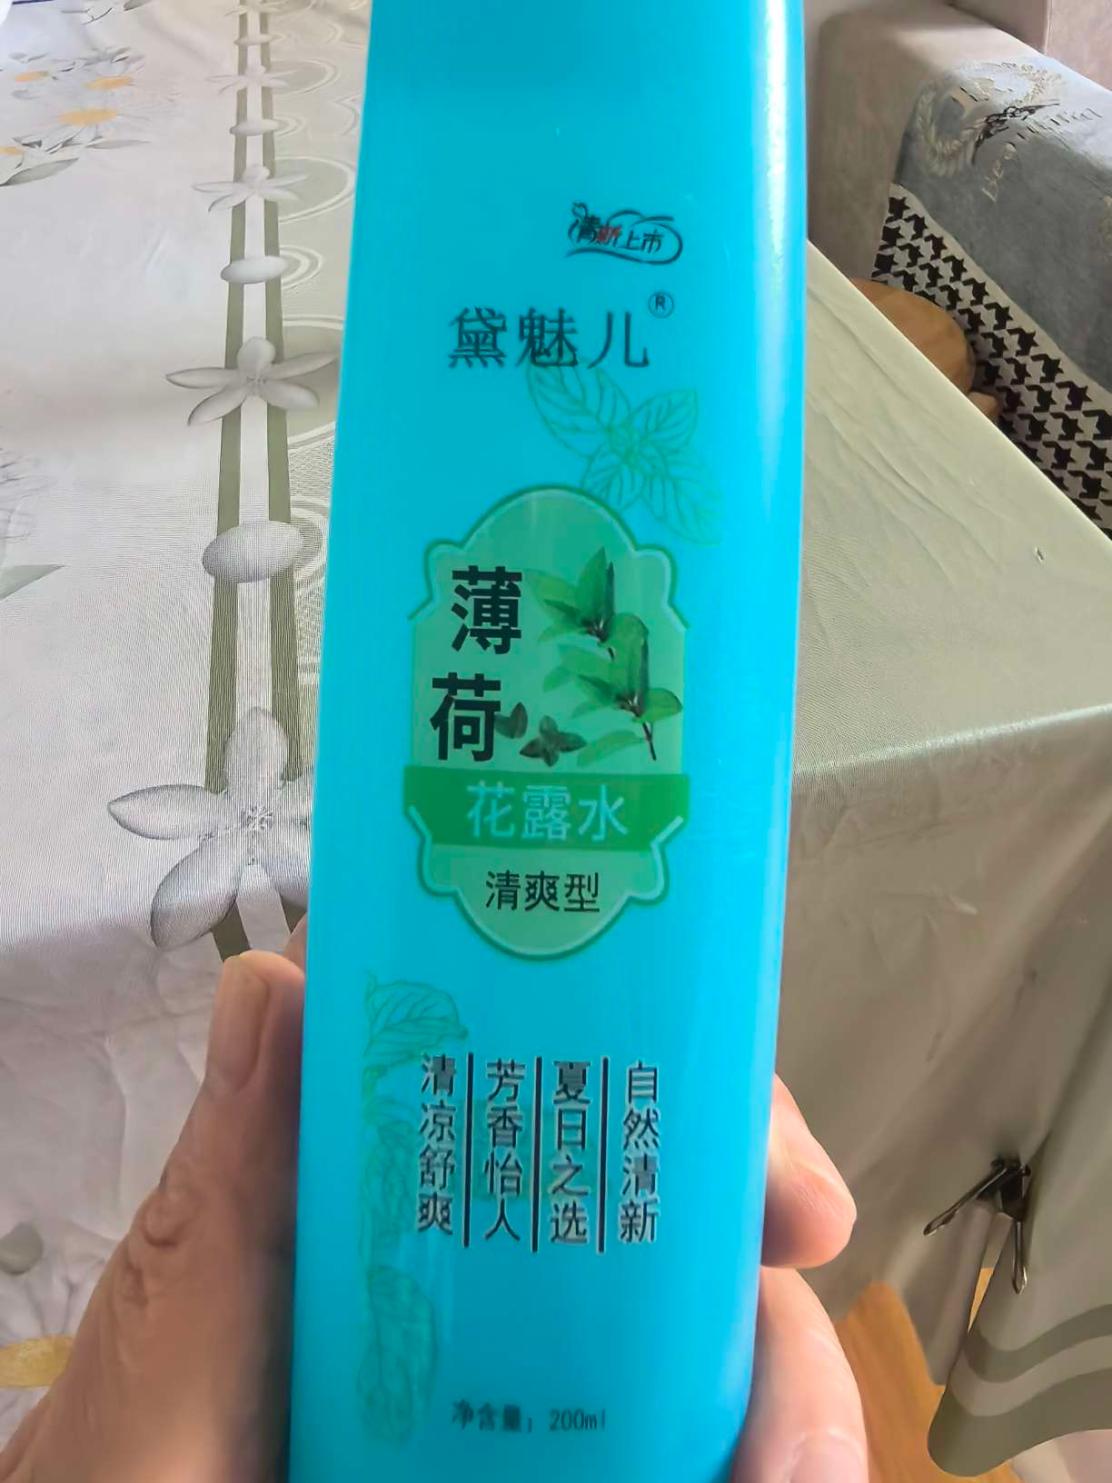 清新上市
黛魅儿®
薄荷
花露水
清爽型
清凉舒爽
芳香怡人
夏日之选
自然清新
净含量：200ml